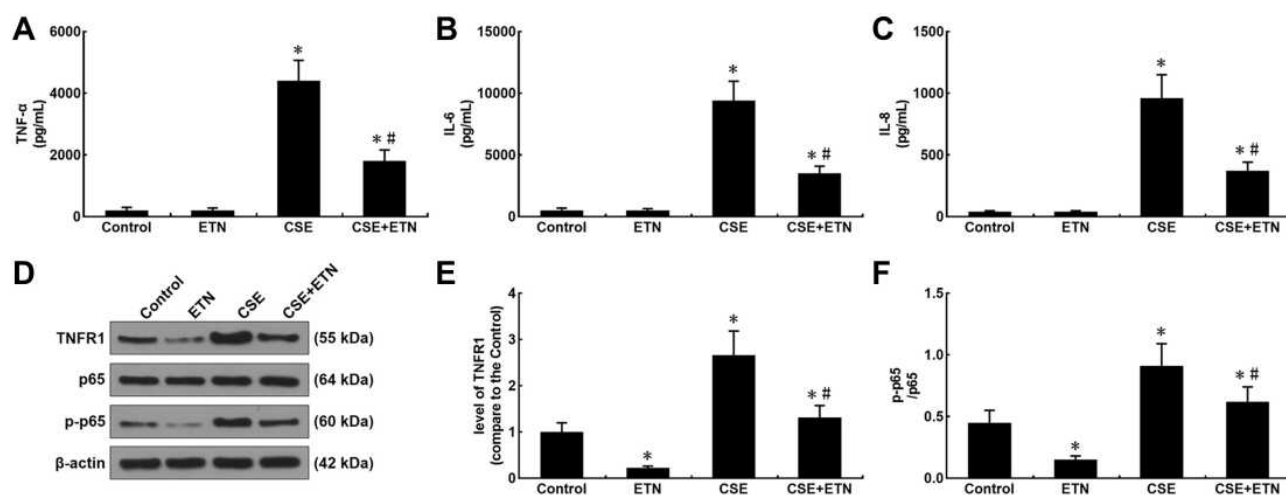 A
6000
4000
2000
0
TNF-α
(pg/mL)
*
* #
Control ETN CSE CSE+ETN
B
15000
10000
5000
0
IL-6
(pg/mL)
*
* #
Control ETN CSE CSE+ETN
C
1500
1000
500
0
IL-8
(pg/mL)
*
* #
Control ETN CSE CSE+ETN
D
Control ETN CSE CSE+ETN
TNFR1 (55 kDa)
p65 (64 kDa)
p-p65 (60 kDa)
β-actin (42 kDa)
E
4
3
2
1
0
level of TNFR1
(compare to the Control)
*
*
* #
Control ETN CSE CSE+ETN
F
1.5
1.0
0.5
0.0
p-p65
/p65
*
*
* #
Control ETN CSE CSE+ETN